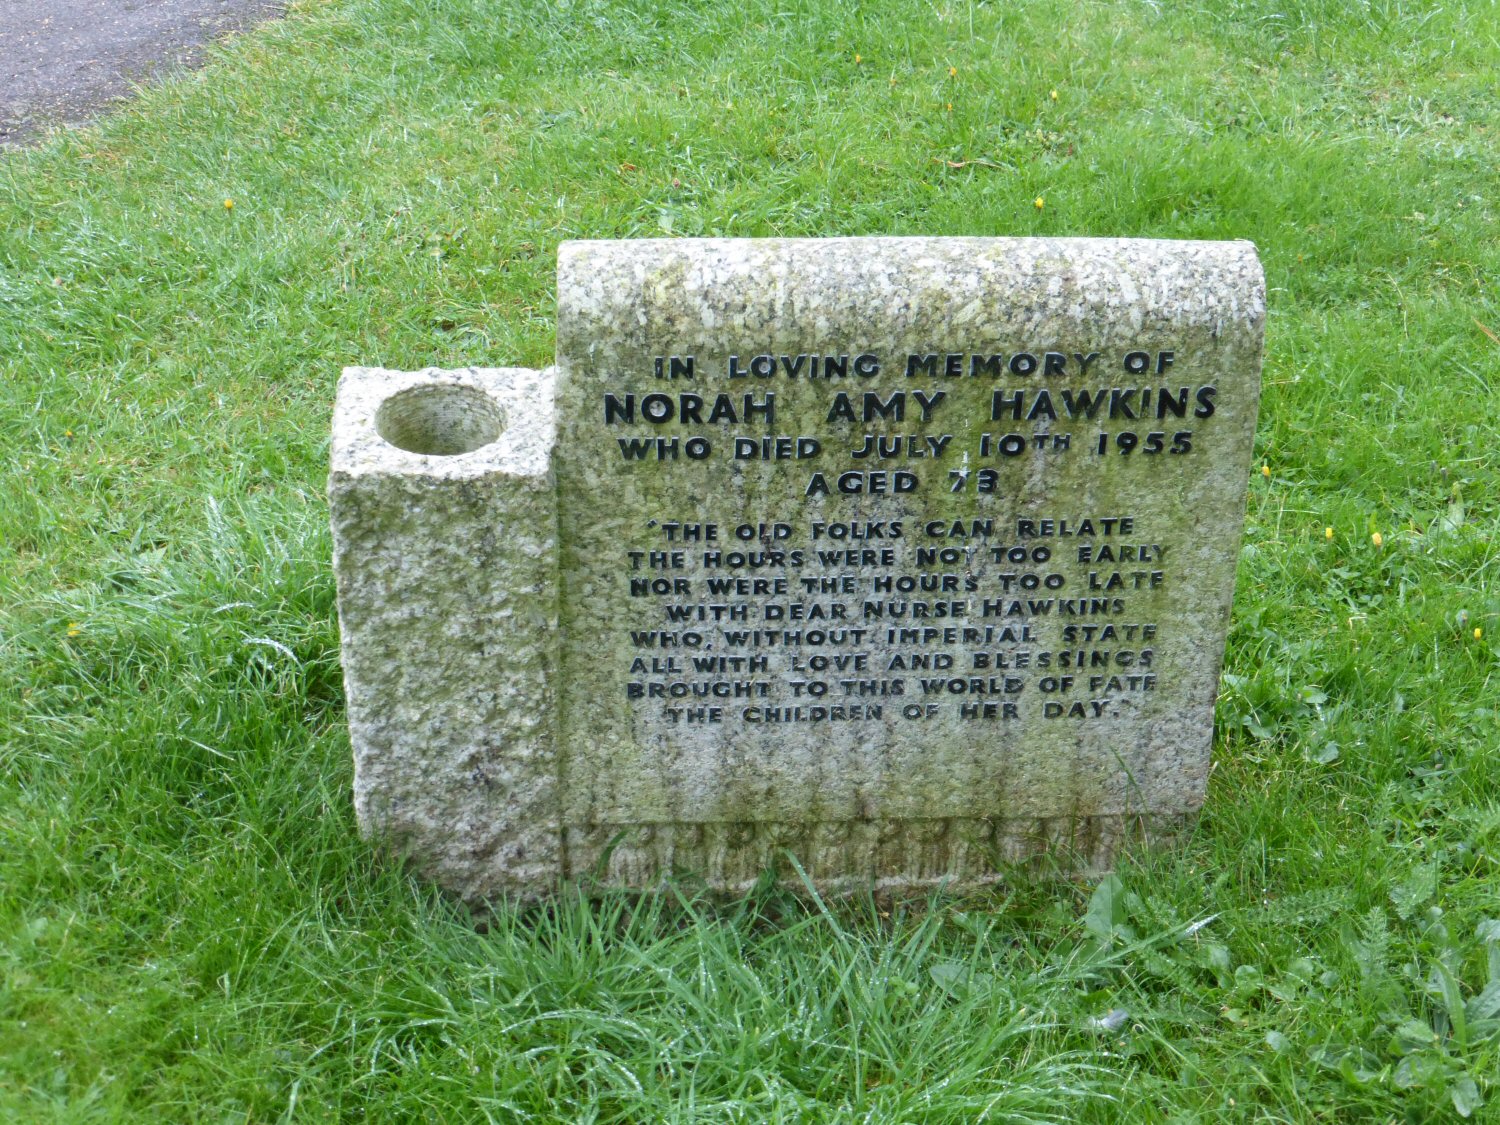 IN LOVING MEMORY OF
NORAH AMY HAWKINS
WHO DIED JULY 10TH 1955
AGED 73
"THE OLD FOLKS CAN RELATE
THE HOURS WERE NOT TOO EARLY
NOR WERE THE HOURS TOO LATE
WITH DEAR NURSE HAWKINS
WHO, WITHOUT IMPERIAL STATE
ALL WITH LOVE AND BLESSINGS
BROUGHT TO THIS WORLD OF FATE
THE CHILDREN OF HER DAY."